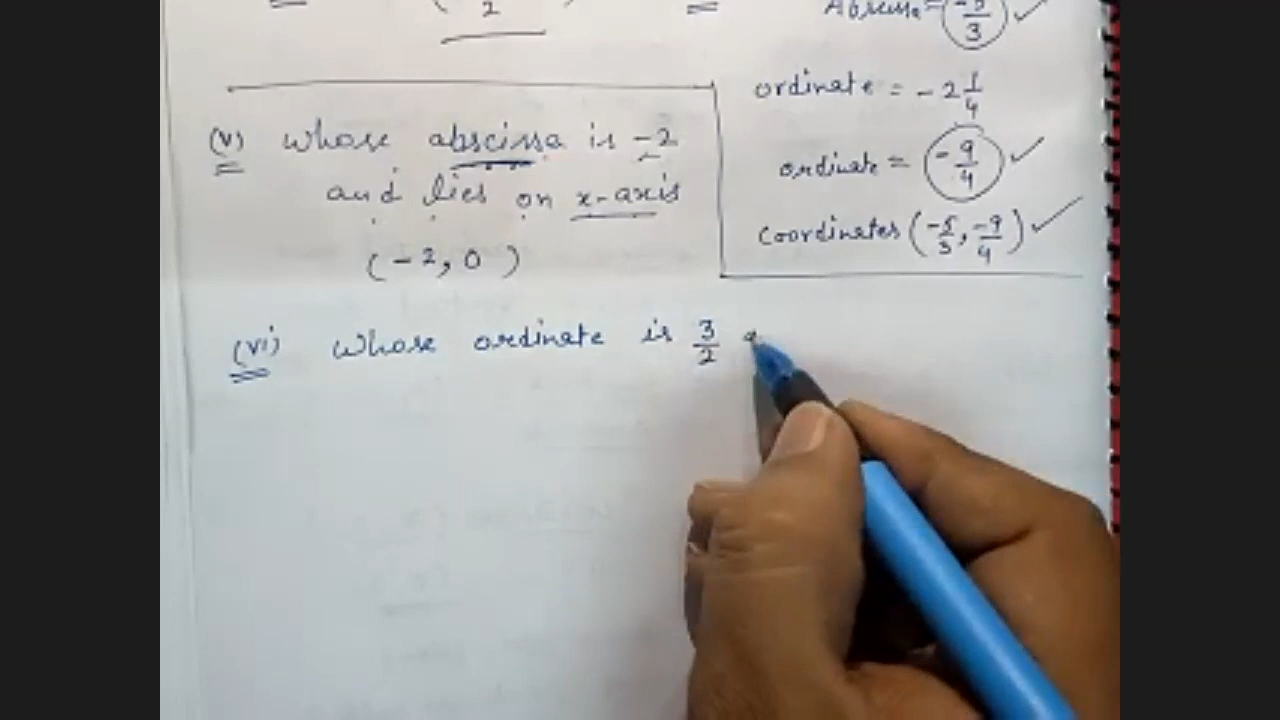 2
Abscissa = -5/3
ordinate = -2 1/4
ordinate = -9/4
coordinates (-5/3, -9/4)
(v) whose abscissa is -2
and lies on x-axis
(-2, 0)
(vi) whose ordinate is 3/2